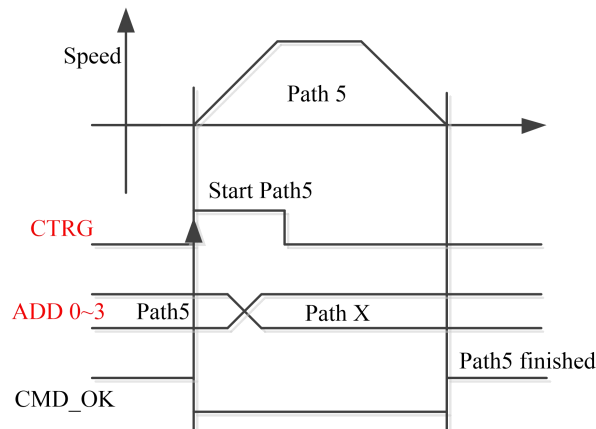 Speed
Path 5
Start Path5
CTRG
ADD 0~3 Path5 Path X
Path5 finished
CMD_OK